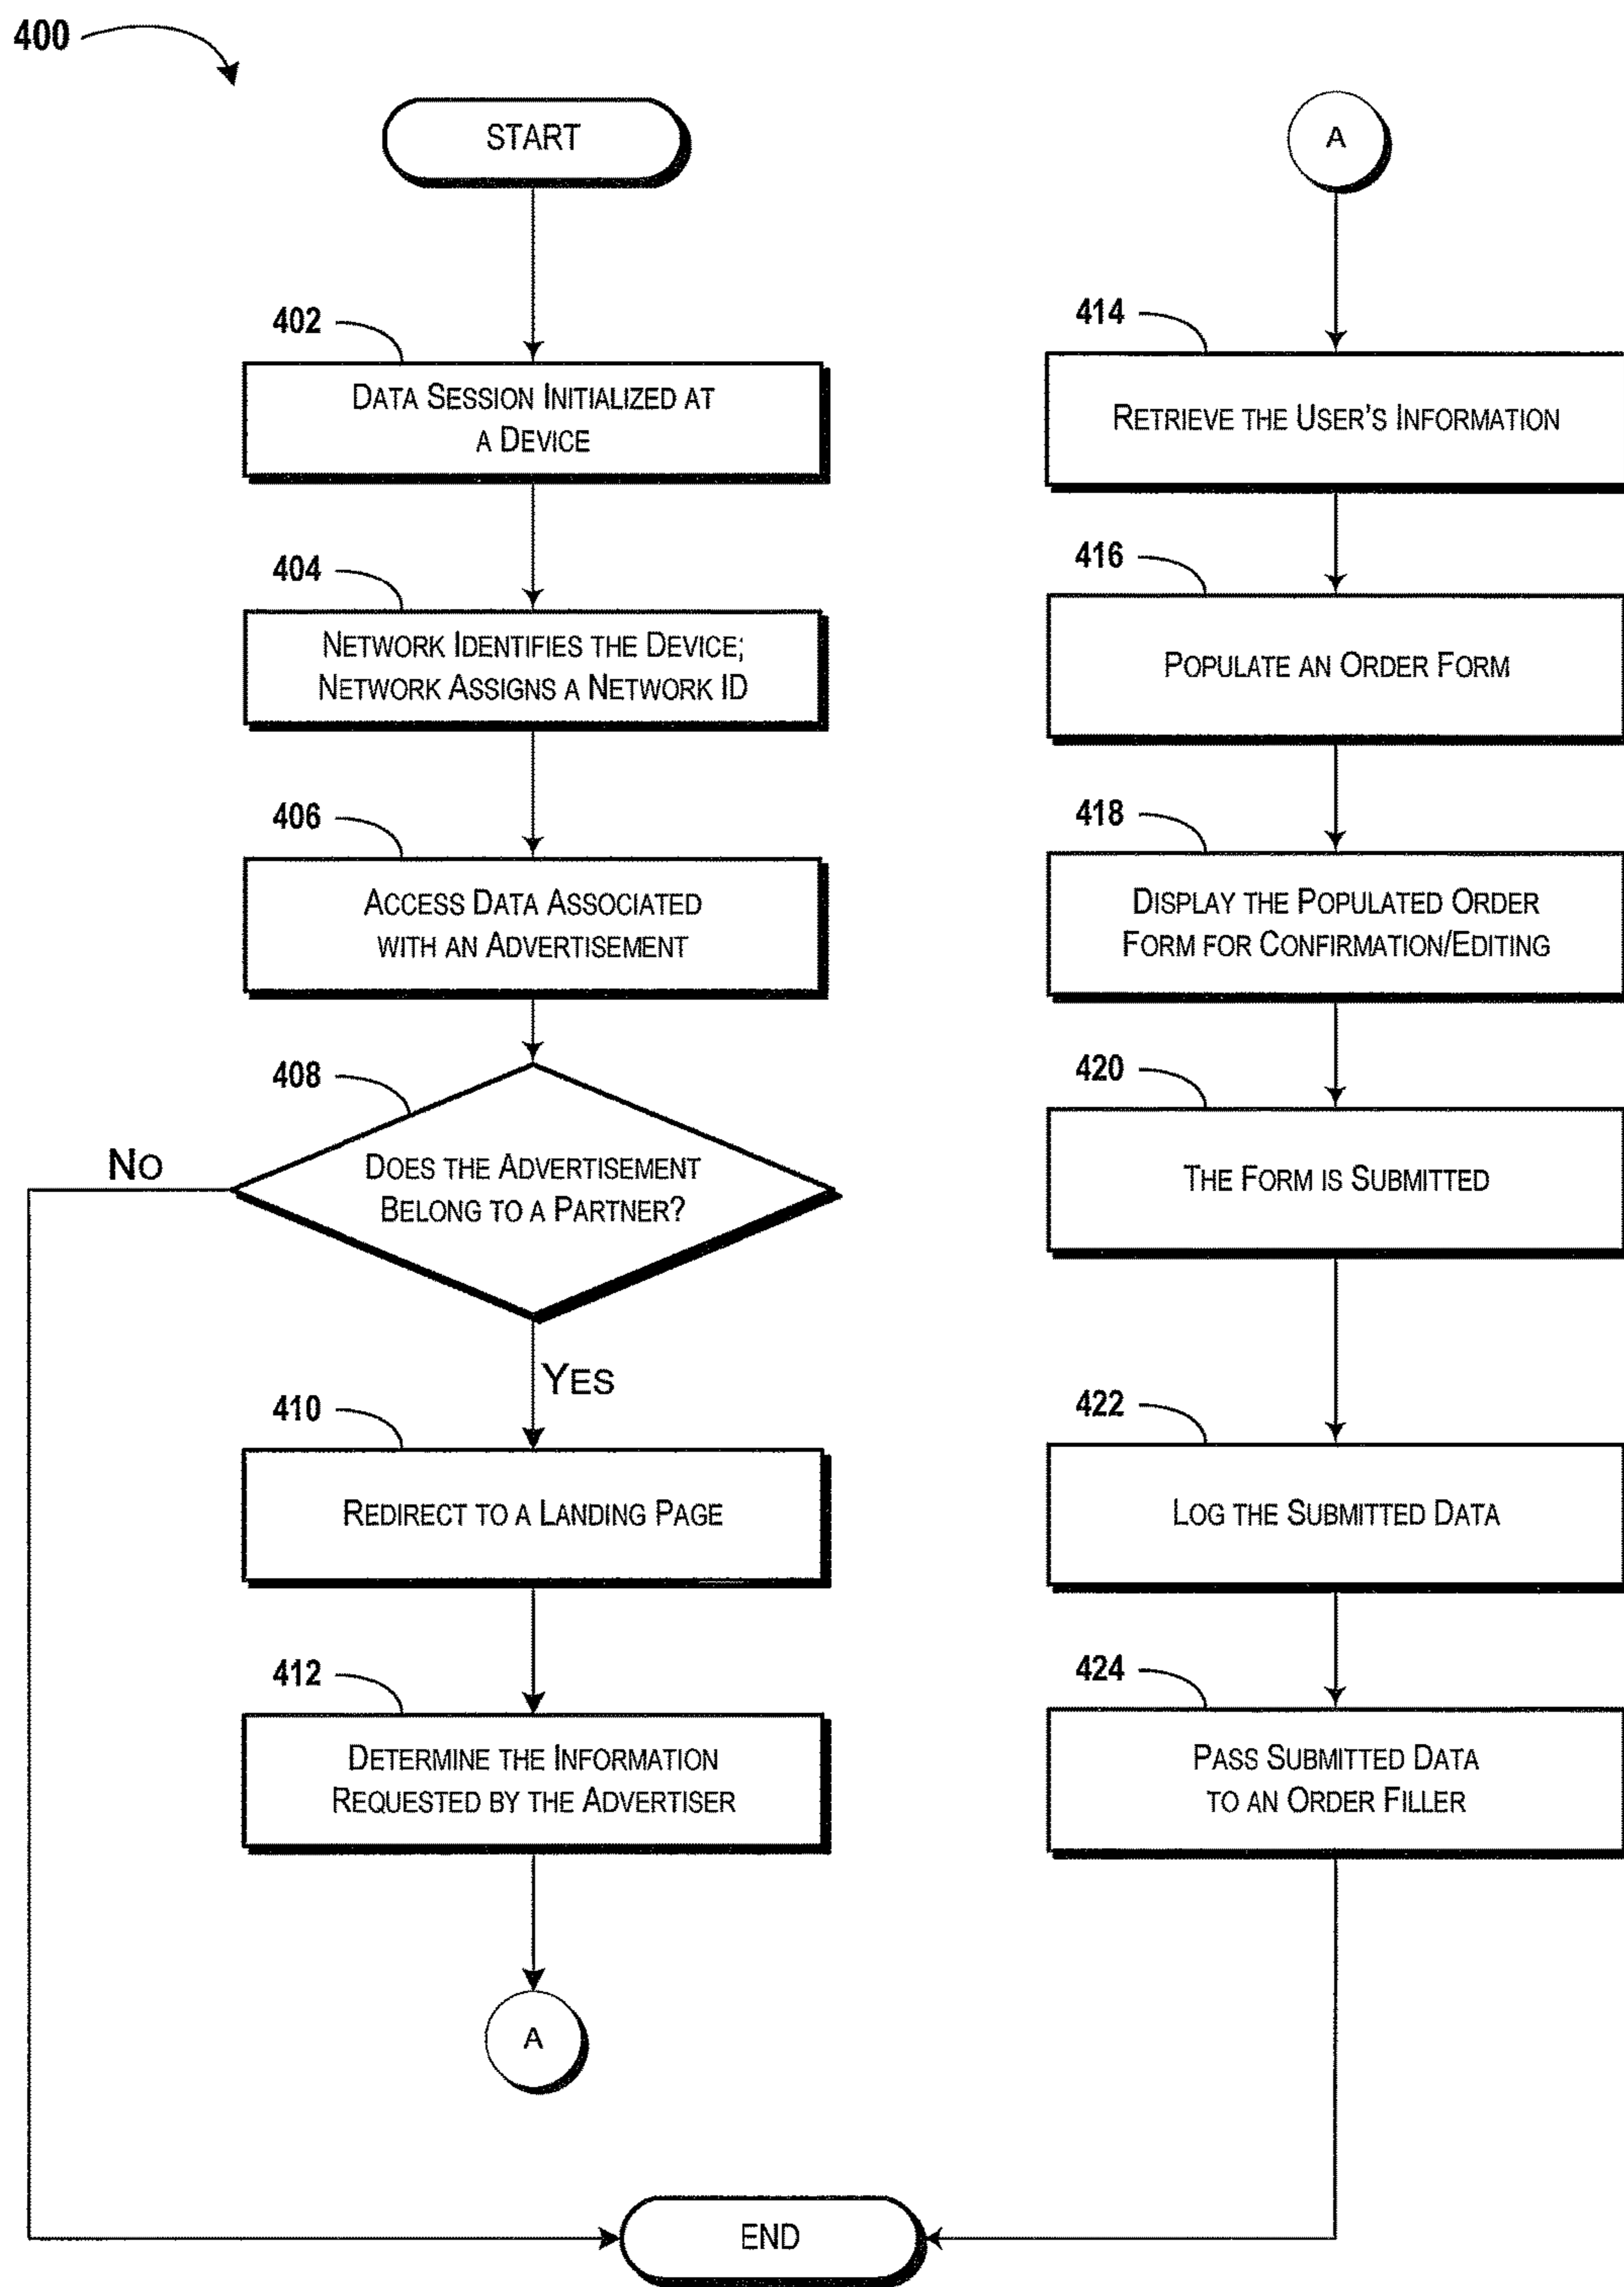 400
START
402
DATA SESSION INITIALIZED AT
A DEVICE
404
NETWORK IDENTIFIES THE DEVICE;
NETWORK ASSIGNS A NETWORK ID
406
ACCESS DATA ASSOCIATED
WITH AN ADVERTISEMENT
408
DOES THE ADVERTISEMENT
BELONG TO A PARTNER?
NO
YES
410
REDIRECT TO A LANDING PAGE
412
DETERMINE THE INFORMATION
REQUESTED BY THE ADVERTISER
A
A
414
RETRIEVE THE USER'S INFORMATION
416
POPULATE AN ORDER FORM
418
DISPLAY THE POPULATED ORDER
FORM FOR CONFIRMATION/EDITING
420
THE FORM IS SUBMITTED
422
LOG THE SUBMITTED DATA
424
PASS SUBMITTED DATA
TO AN ORDER FILLER
END